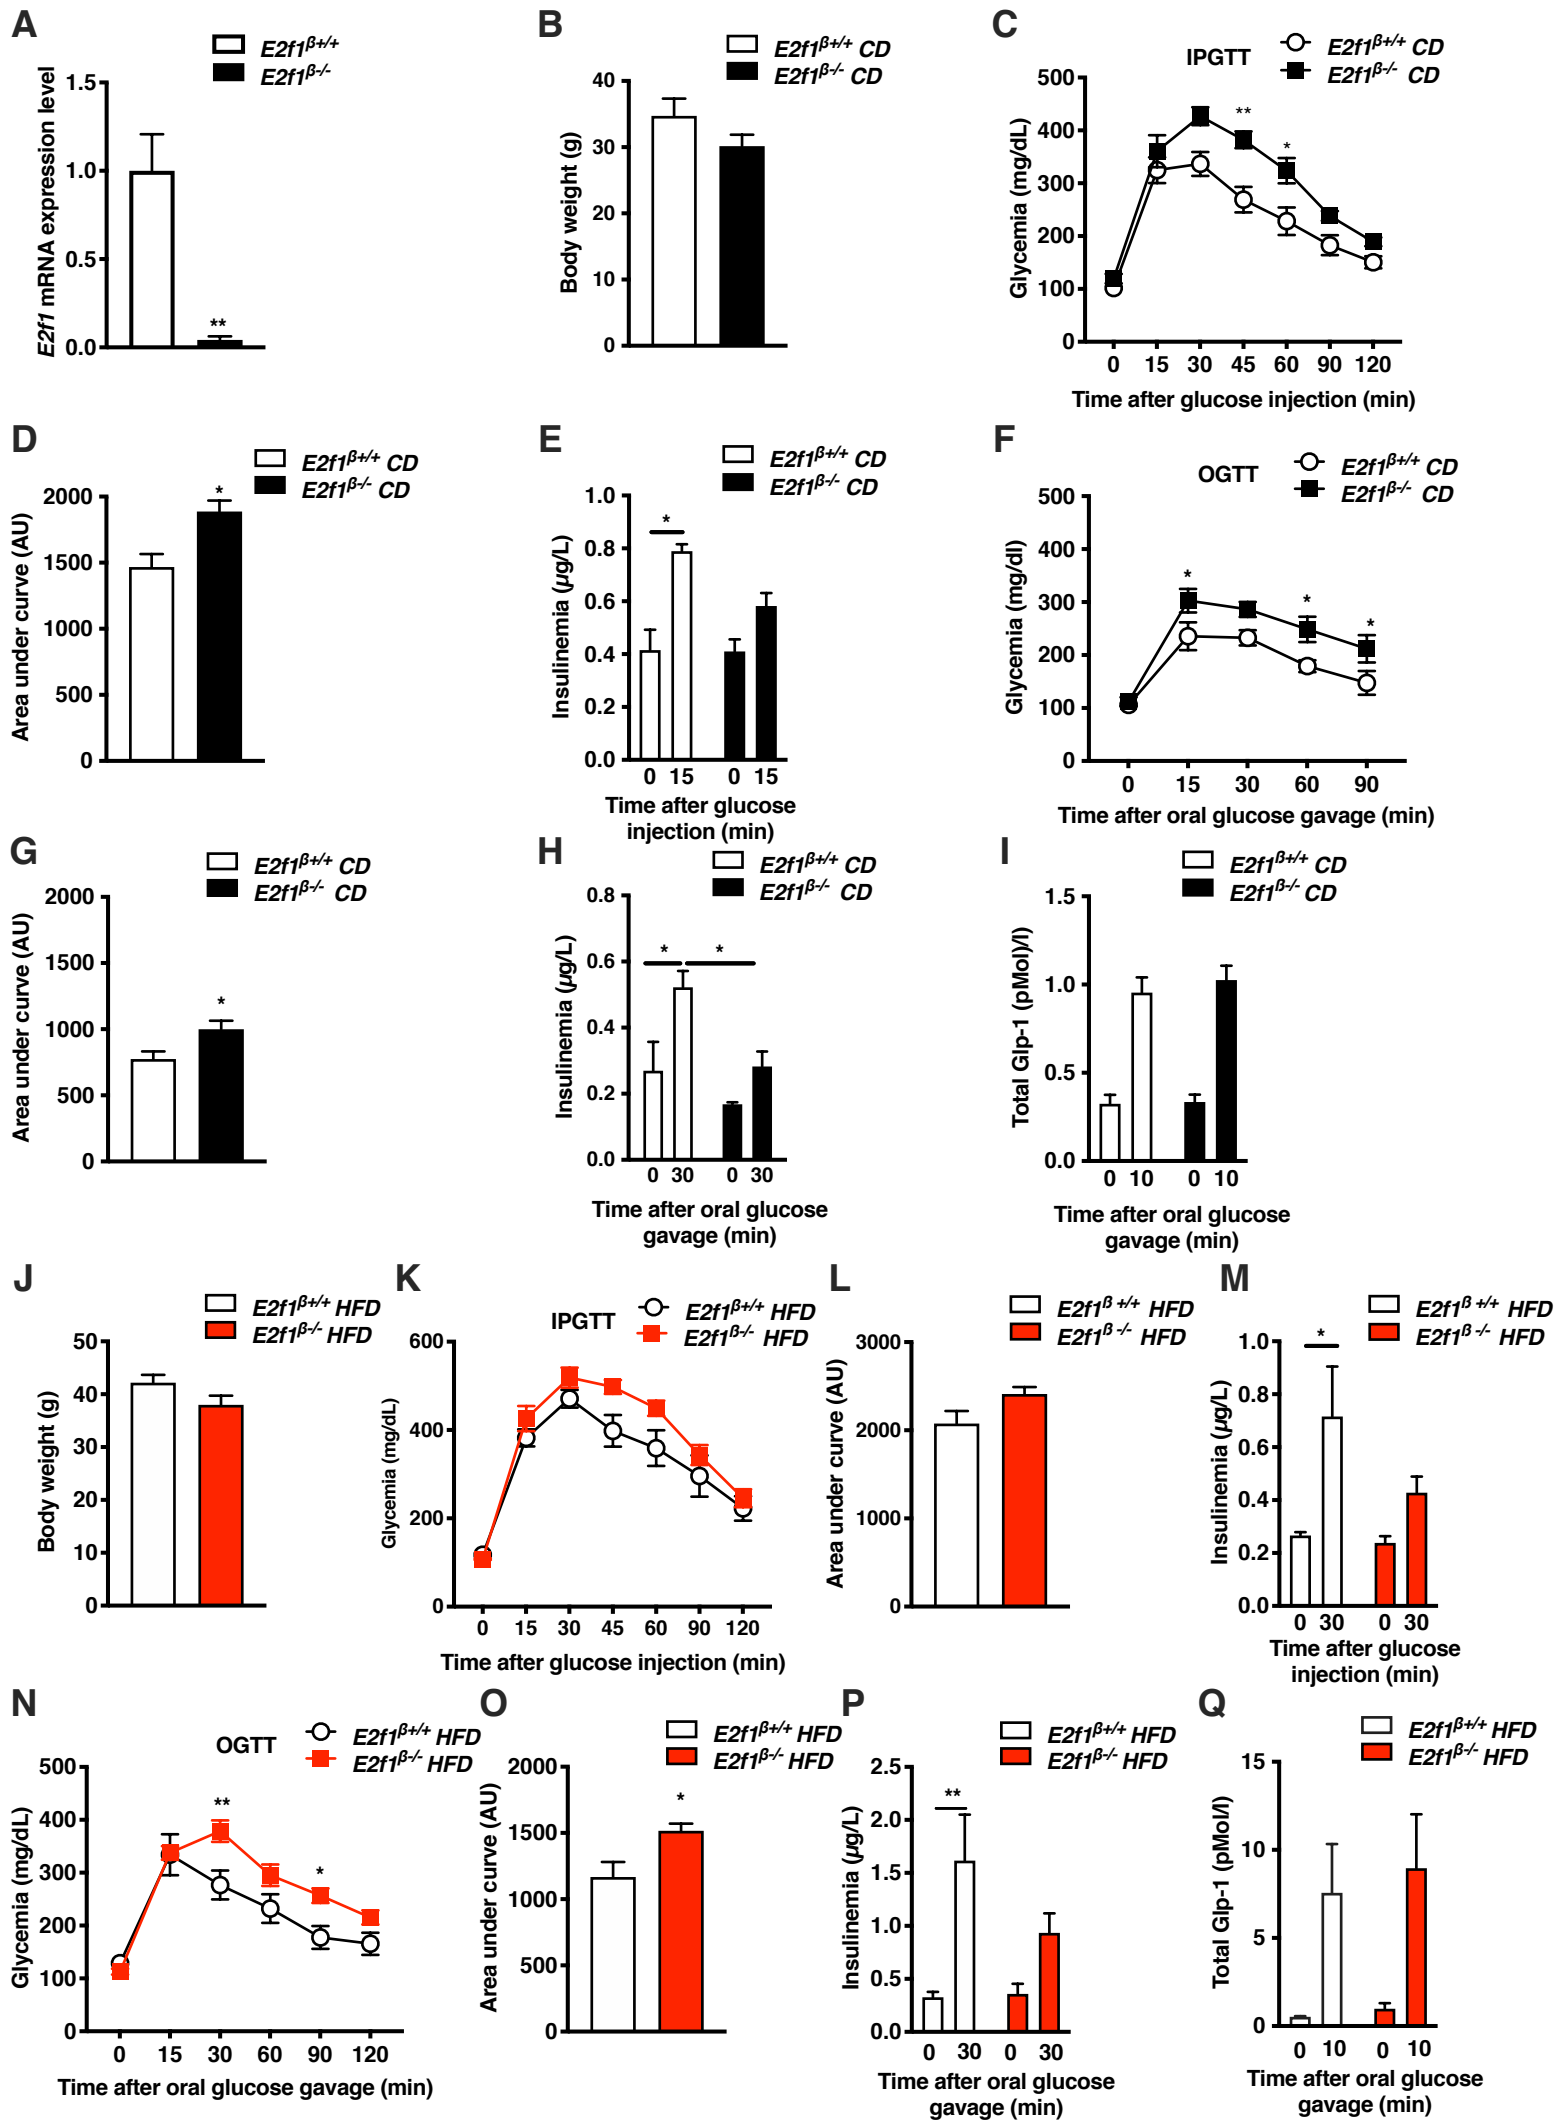 A
E2f1β+/+
E2f1β-/-
E2f1 mRNA expression level
1.5
1.0
0.5
0.0
**
B
E2f1β+/+ CD
E2f1β-/- CD
Body weight (g)
40
30
20
10
0
C
IPGTT
E2f1β+/+ CD
E2f1β-/- CD
Glycemia (mg/dL)
500
400
300
200
100
0
**
*
0 15 30 45 60 90 120
Time after glucose injection (min)
D
E2f1β+/+ CD
E2f1β-/- CD
Area under curve (AU)
2000
1500
1000
500
0
*
E
E2f1β+/+ CD
E2f1β-/- CD
Insulinemia (µg/L)
1.0
0.8
0.6
0.4
0.2
0.0
*
0 15 0 15
Time after glucose
injection (min)
F
OGTT
E2f1β+/+ CD
E2f1β-/- CD
Glycemia (mg/dl)
500
400
300
200
100
0
*
*
*
0 15 30 60 90
Time after oral glucose gavage (min)
G
E2f1β+/+ CD
E2f1β-/- CD
Area under curve (AU)
2000
1500
1000
500
0
*
H
E2f1β+/+ CD
E2f1β-/- CD
Insulinemia (µg/L)
0.8
0.6
0.4
0.2
0.0
* *
0 30 0 30
Time after oral glucose
gavage (min)
I
E2f1β+/+ CD
E2f1β-/- CD
Total Glp-1 (pMol)/l)
1.5
1.0
0.5
0.0
0 10 0 10
Time after oral glucose
gavage (min)
J
E2f1β+/+ HFD
E2f1β-/- HFD
Body weight (g)
50
40
30
20
10
0
K
IPGTT
E2f1β+/+ HFD
E2f1β-/- HFD
Glycemia (mg/dL)
600
400
200
0
0 15 30 45 60 90 120
Time after glucose injection (min)
L
E2f1β +/+ HFD
E2f1β -/- HFD
Area under curve (AU)
3000
2000
1000
0
M
E2f1β +/+ HFD
E2f1β -/- HFD
Insulinemia (µg/L)
1.0
0.8
0.6
0.4
0.2
0.0
*
0 30 0 30
Time after glucose
injection (min)
N
OGTT
E2f1β+/+ HFD
E2f1β-/- HFD
Glycemia (mg/dL)
500
400
300
200
100
0
**
*
0 15 30 60 90 120
Time after oral glucose gavage (min)
O
E2f1β+/+ HFD
E2f1β-/- HFD
Area under curve (AU)
2000
1500
1000
500
0
*
P
E2f1β+/+ HFD
E2f1β-/- HFD
Insulinemia (µg/L)
2.5
2.0
1.5
1.0
0.5
0.0
**
0 30 0 30
Time after oral glucose
gavage (min)
Q
E2f1β+/+ HFD
E2f1β-/- HFD
Total Glp-1 (pMol/l)
15
10
5
0
0 10 0 10
Time after oral glucose
gavage (min)